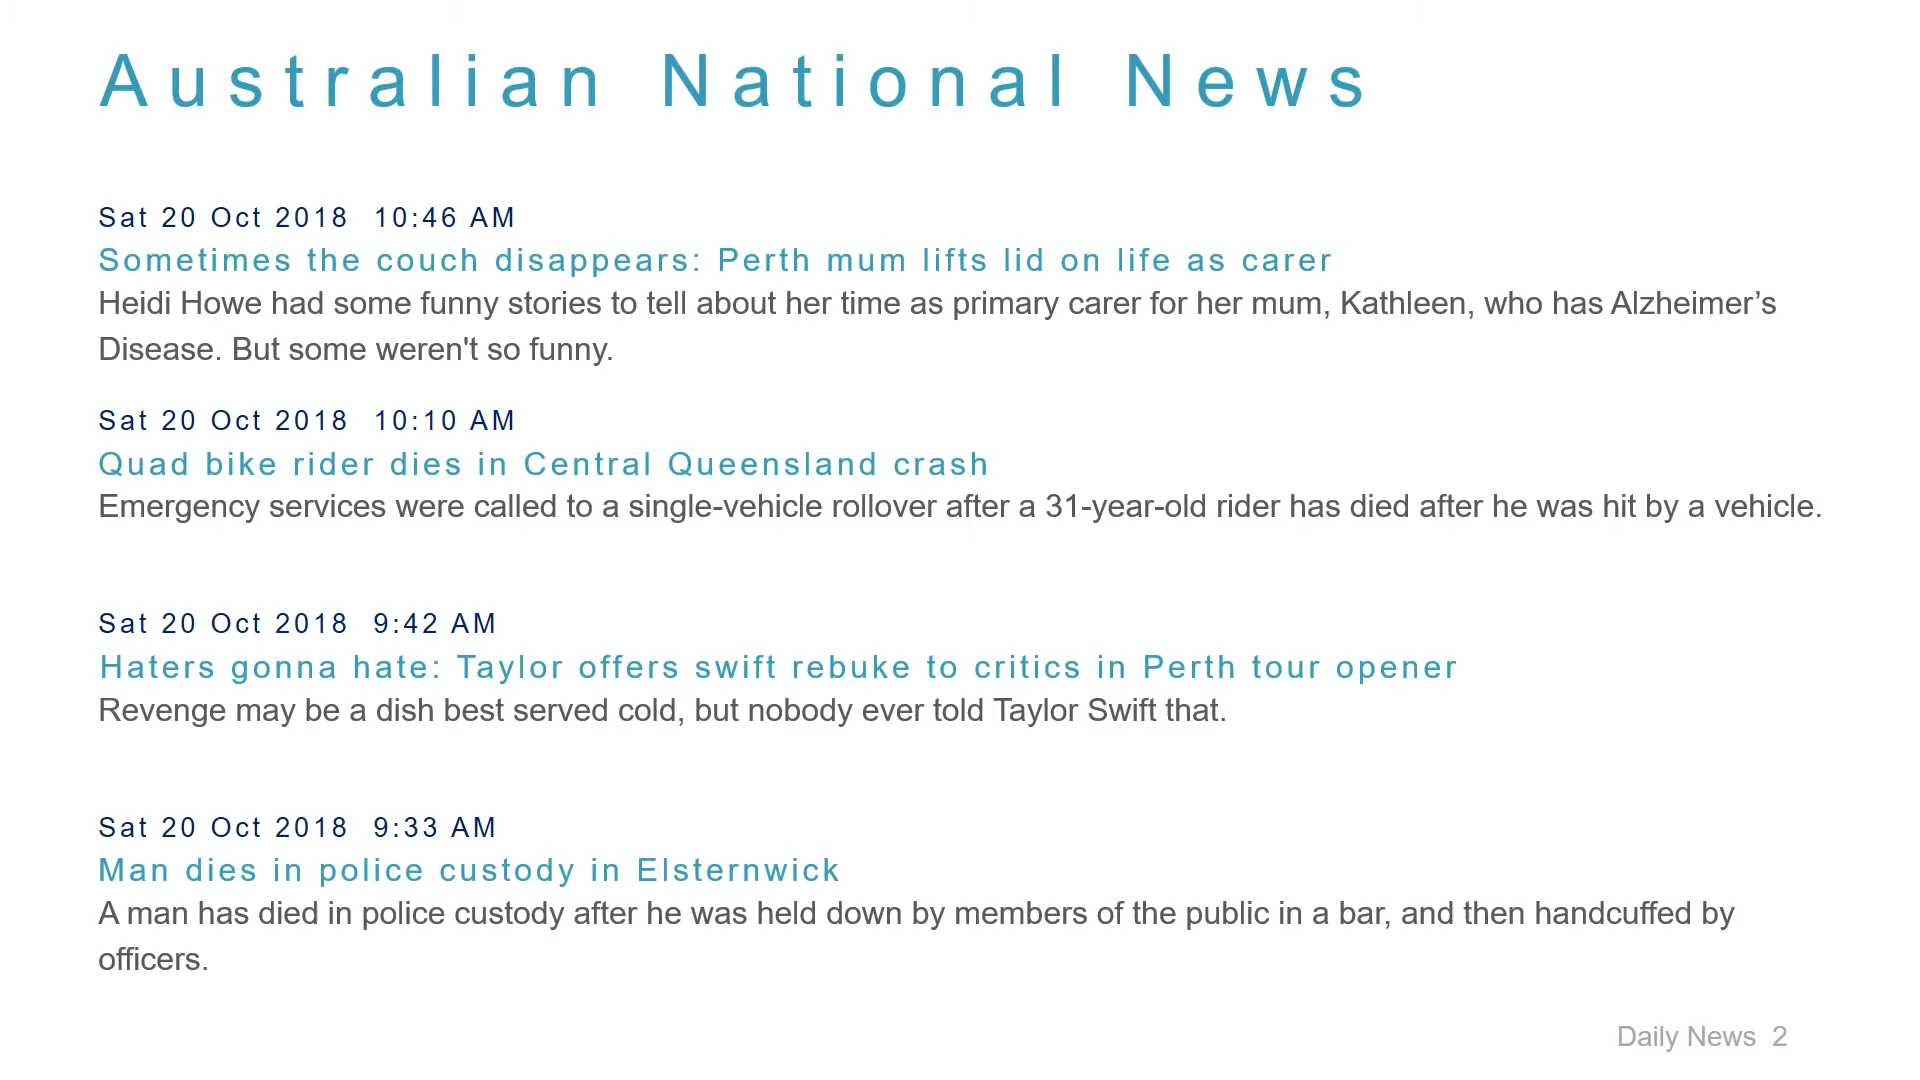 Australian National News
Sat 20 Oct 2018  10:46 AM
Sometimes the couch disappears: Perth mum lifts lid on life as carer
Heidi Howe had some funny stories to tell about her time as primary carer for her mum, Kathleen, who has Alzheimer’s
Disease. But some weren't so funny.
Sat 20 Oct 2018  10:10 AM
Quad bike rider dies in Central Queensland crash
Emergency services were called to a single-vehicle rollover after a 31-year-old rider has died after he was hit by a vehicle.
Sat 20 Oct 2018  9:42 AM
Haters gonna hate: Taylor offers swift rebuke to critics in Perth tour opener
Revenge may be a dish best served cold, but nobody ever told Taylor Swift that.
Sat 20 Oct 2018  9:33 AM
Man dies in police custody in Elsternwick
A man has died in police custody after he was held down by members of the public in a bar, and then handcuffed by
officers.
Daily News  2